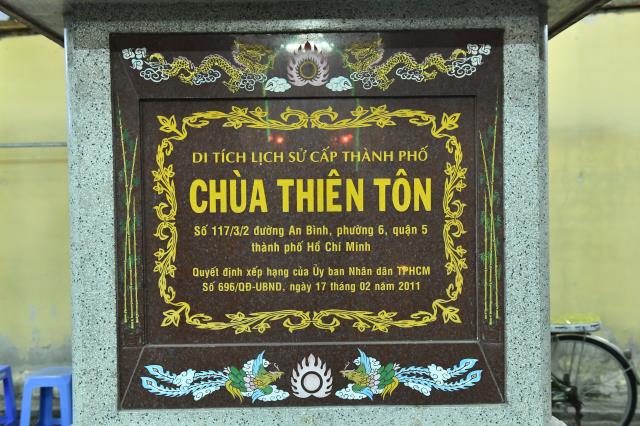 DI TÍCH LỊCH SỬ CẤP THÀNH PHỐ
CHÙA THIÊN TÔN
Số 117/3/2 đường An Bình, phường 6, quận 5
thành phố Hồ Chí Minh
Quyết định xếp hạng của Ủy ban Nhân dân TPHCM
Số 696/QĐ-UBND, ngày 17 tháng 02 năm 2011